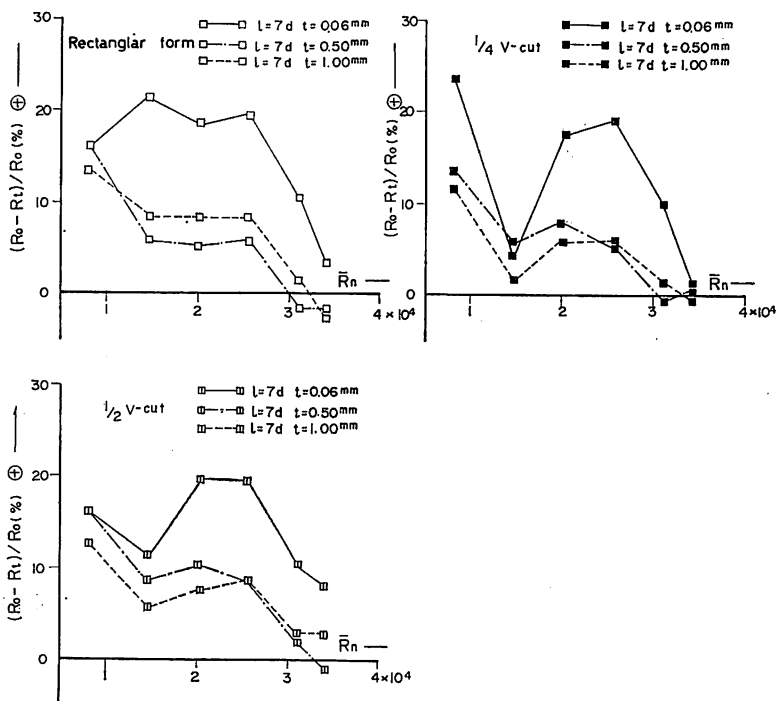 30
20
10
0
(Ro-Rt)/Ro(%) ⊕
Rectanglar form
l=7d t=0.06mm
l=7d t=0.50mm
l=7d t=1.00mm
R̄n
1 2 3 4×10⁴
30
20
10
0
(Ro-Rt)/Ro(%) ⊕
1/4 V-cut
l=7d t=0.06mm
l=7d t=0.50mm
l=7d t=1.00mm
R̄n
1 2 3 4×10⁴
30
20
10
0
(Ro-Rt)/Ro(%) ⊕
1/2 V-cut
l=7d t=0.06mm
l=7d t=0.50mm
l=7d t=1.00mm
R̄n
1 2 3 4×10⁴